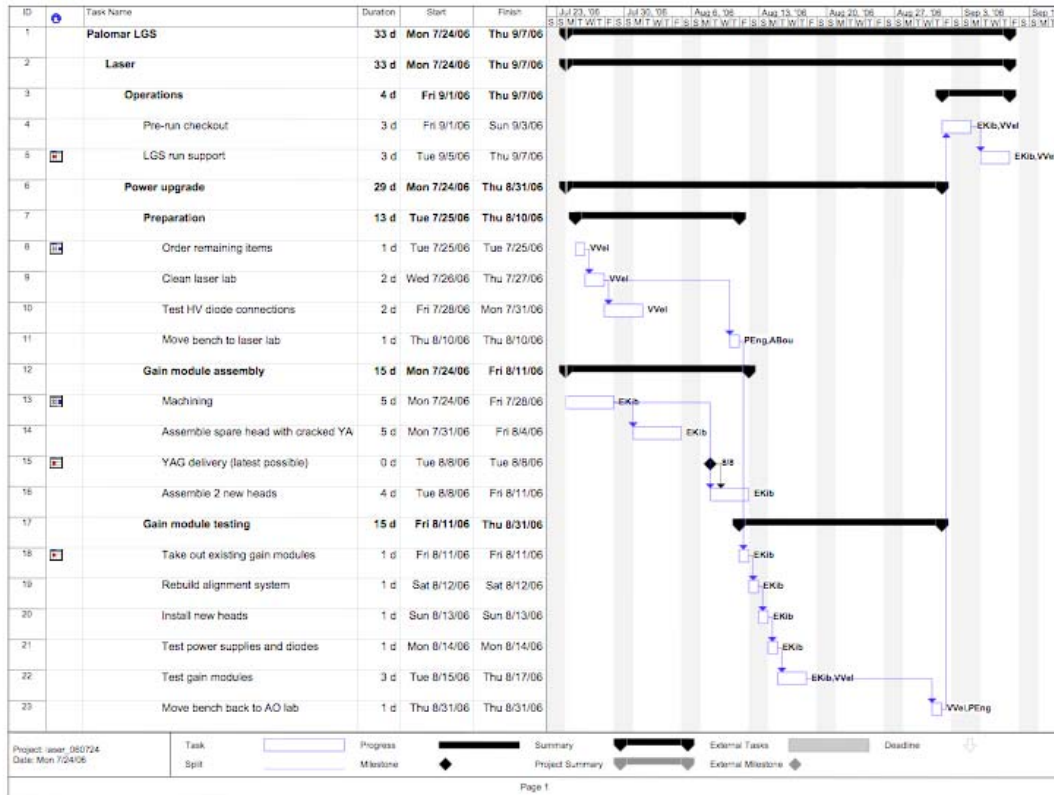 ID Task Name Duration Start Finish Jul 23, '06 Jul 30, '06 Aug 6, '06 Aug 13, '06 Aug 20, '06 Aug 27, '06 Sep 3, '06 Sep 1
S S M T W T F S S M T W T F S S M T W T F S S M T W T F S S M T W T F S S M T W T F S S M T W T F S S M T
1 Palomar LGS 33 d Mon 7/24/06 Thu 9/7/06
2 Laser 33 d Mon 7/24/06 Thu 9/7/06
3 Operations 4 d Fri 9/1/06 Thu 9/7/06
4 Pre-run checkout 3 d Fri 9/1/06 Sun 9/3/06 EKib,VVel
5 LGS run support 3 d Tue 9/5/06 Thu 9/7/06 EKib,VVe
6 Power upgrade 29 d Mon 7/24/06 Thu 8/31/06
7 Preparation 13 d Tue 7/25/06 Thu 8/10/06
8 Order remaining items 1 d Tue 7/25/06 Tue 7/25/06 VVel
9 Clean laser lab 2 d Wed 7/26/06 Thu 7/27/06 VVel
10 Test HV diode connections 2 d Fri 7/28/06 Mon 7/31/06 VVel
11 Move bench to laser lab 1 d Thu 8/10/06 Thu 8/10/06 PEng,ABou
12 Gain module assembly 15 d Mon 7/24/06 Fri 8/11/06
13 Machining 5 d Mon 7/24/06 Fri 7/28/06 EKib
14 Assemble spare head with cracked YA 5 d Mon 7/31/06 Fri 8/4/06 EKib
15 YAG delivery (latest possible) 0 d Tue 8/8/06 Tue 8/8/06 8/8
16 Assemble 2 new heads 4 d Tue 8/8/06 Fri 8/11/06 EKib
17 Gain module testing 15 d Fri 8/11/06 Thu 8/31/06
18 Take out existing gain modules 1 d Fri 8/11/06 Fri 8/11/06 EKib
19 Rebuild alignment system 1 d Sat 8/12/06 Sat 8/12/06 EKib
20 Install new heads 1 d Sun 8/13/06 Sun 8/13/06 EKib
21 Test power supplies and diodes 1 d Mon 8/14/06 Mon 8/14/06 EKib
22 Test gain modules 3 d Tue 8/15/06 Thu 8/17/06 EKib,VVel
23 Move bench back to AO lab 1 d Thu 8/31/06 Thu 8/31/06 VVel,PEng
Project: laser_060724
Date: Mon 7/24/06
Task Progress Summary External Tasks Deadline
Split Milestone Project Summary External Milestone
Page 1